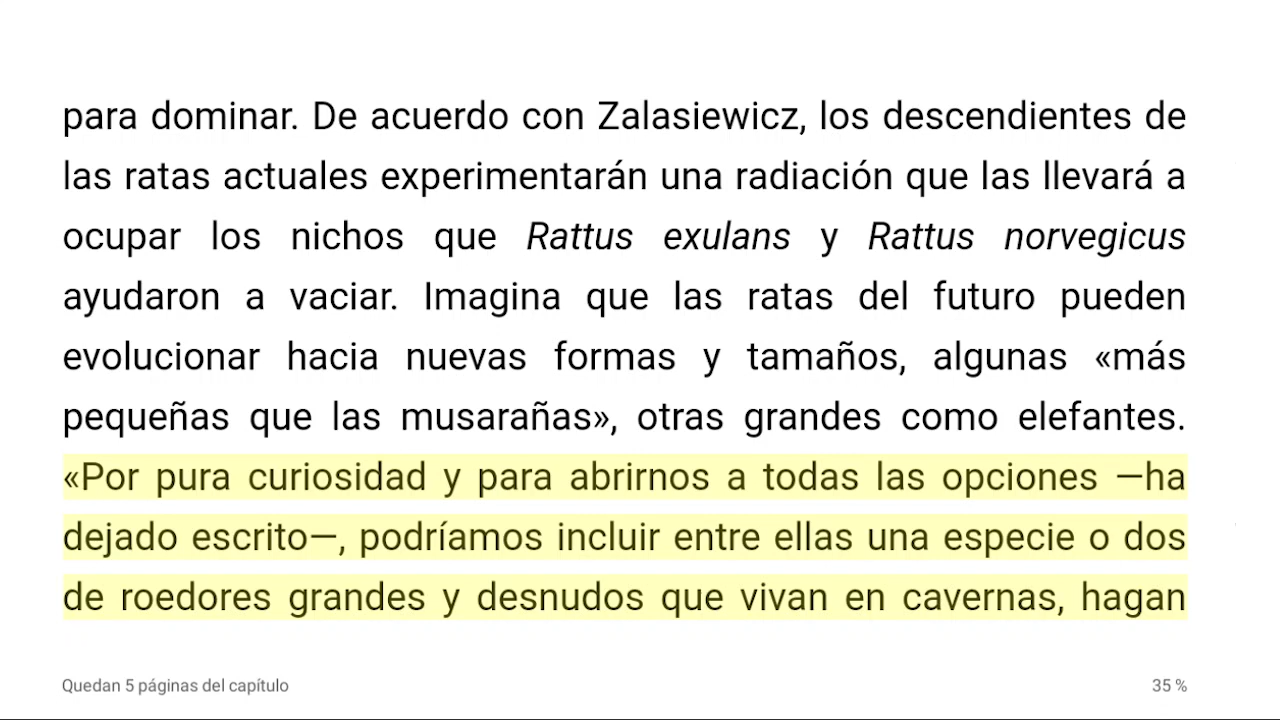 para dominar. De acuerdo con Zalasiewicz, los descendientes de
las ratas actuales experimentarán una radiación que las llevará a
ocupar los nichos que Rattus exulans y Rattus norvegicus
ayudaron a vaciar. Imagina que las ratas del futuro pueden
evolucionar hacia nuevas formas y tamaños, algunas «más
pequeñas que las musarañas», otras grandes como elefantes.
«Por pura curiosidad y para abrirnos a todas las opciones —ha
dejado escrito—, podríamos incluir entre ellas una especie o dos
de roedores grandes y desnudos que vivan en cavernas, hagan
Quedan 5 páginas del capítulo
35 %